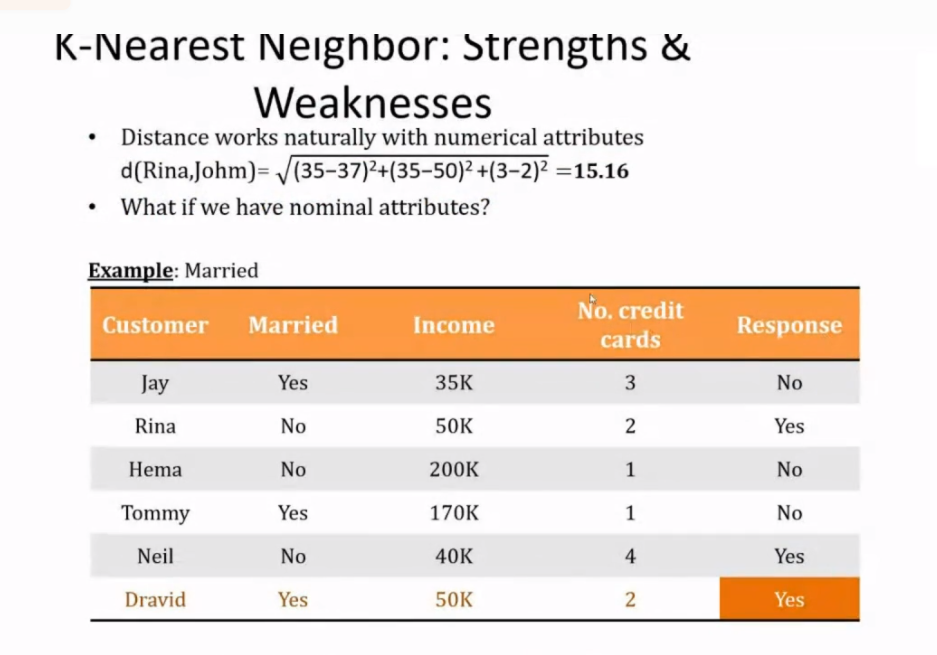 K-Nearest Neighbor: Strengths &
Weaknesses
• Distance works naturally with numerical attributes
d(Rina,Johm)= √(35−37)²+(35−50)²+(3−2)² =15.16
• What if we have nominal attributes?
Example: Married
Customer Married Income No. credit cards Response
Jay Yes 35K 3 No
Rina No 50K 2 Yes
Hema No 200K 1 No
Tommy Yes 170K 1 No
Neil No 40K 4 Yes
Dravid Yes 50K 2 Yes